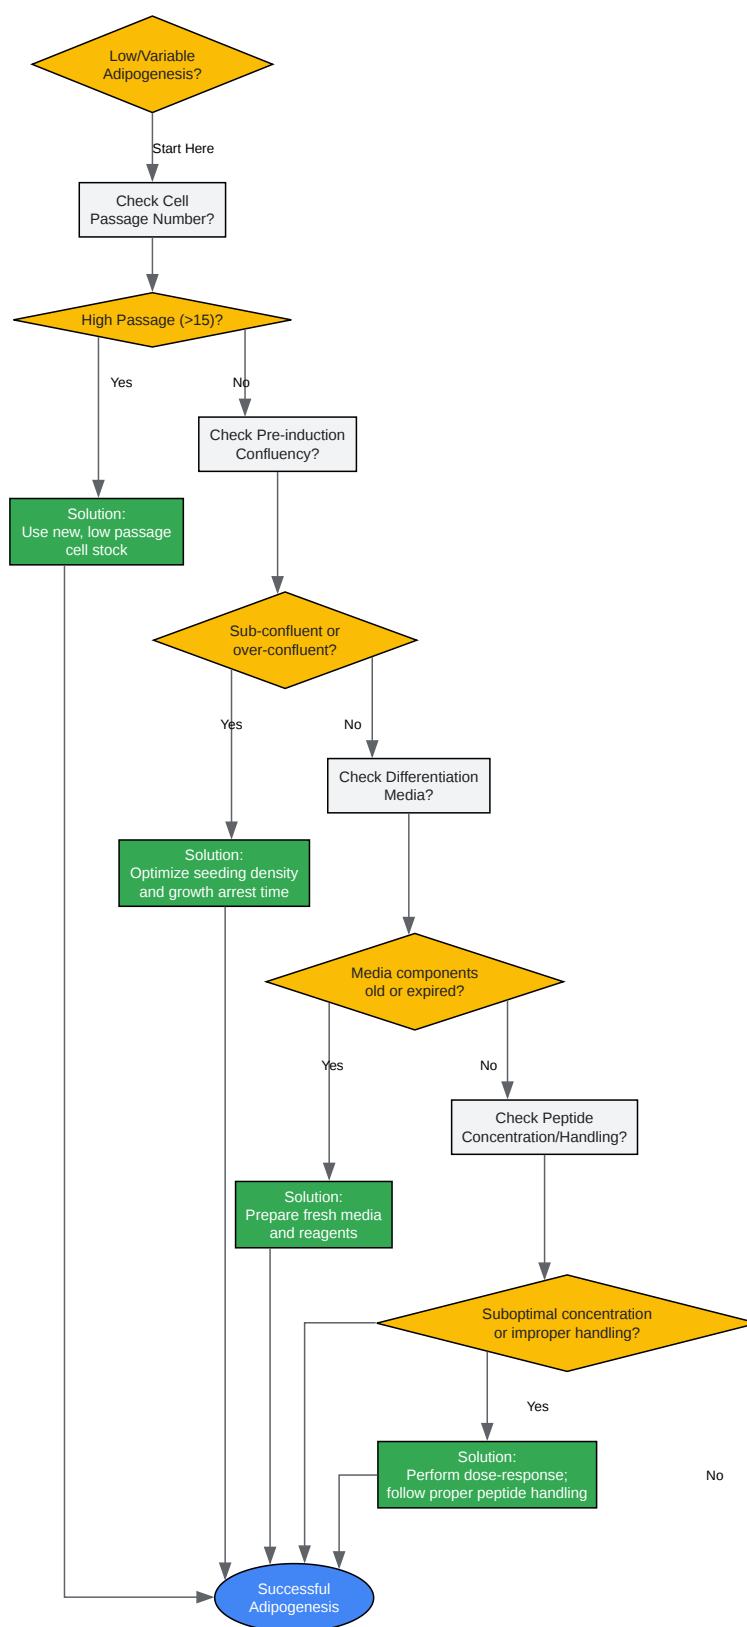 Low/Variable
Adipogenesis?
Start Here
Check Cell
Passage Number?
High Passage (>15)?
Yes
No
Check Pre-induction
Confluency?
Solution:
Use new, low passage
cell stock
Sub-confluent or
over-confluent?
Yes
No
Check Differentiation
Media?
Solution:
Optimize seeding density
and growth arrest time
Media components
old or expired?
Yes
No
Check Peptide
Concentration/Handling?
Solution:
Prepare fresh media
and reagents
Suboptimal concentration
or improper handling?
Yes
Solution:
Perform dose-response;
follow proper peptide handling
No
Successful
Adipogenesis